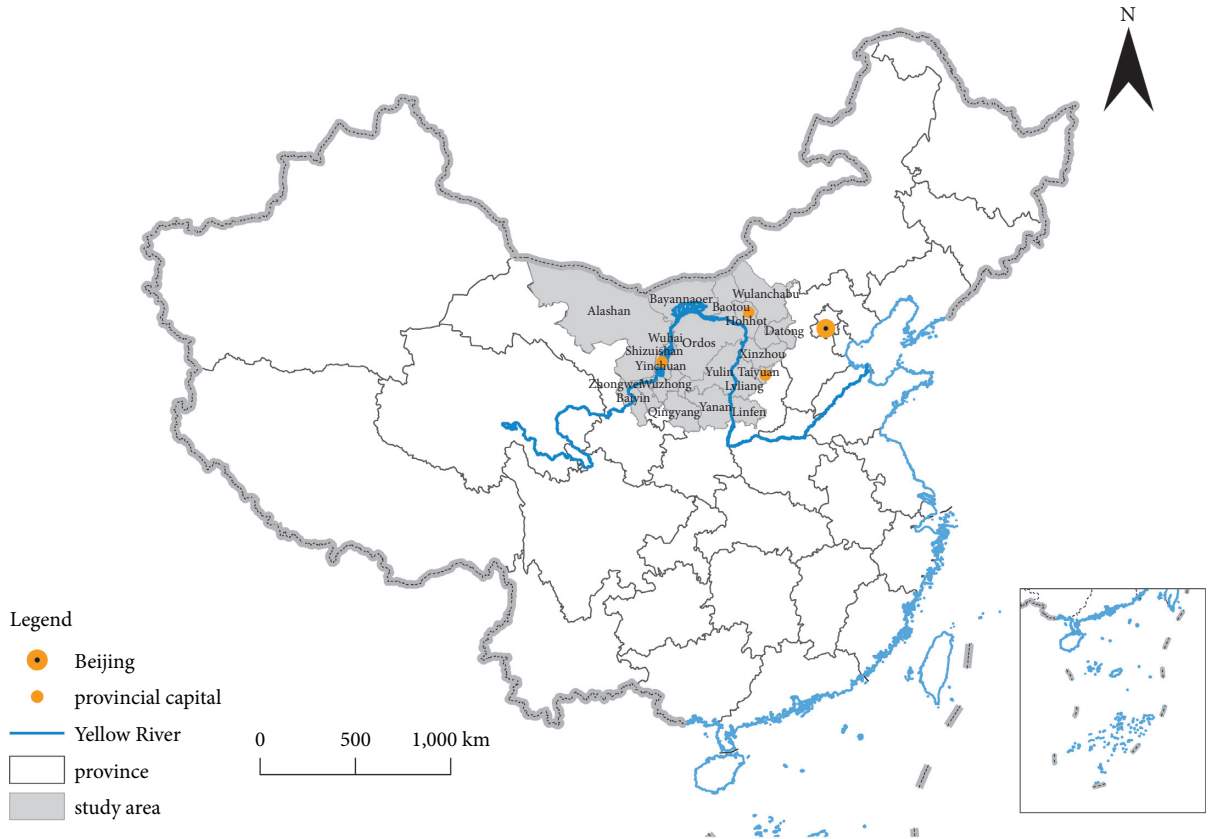 N
Wulanchabu
Bayannaoer
Baotou
Alashan
Hohhot
Datong
Wuhai
Ordos
Shizuishan
Xinzhou
Yinchuan
Yulin
Taiyuan
Zhongwei
Wuzhong
Lvliang
Baiyin
Yanan
Qingyang
Linfen
Legend
Beijing
provincial capital
Yellow River
province
study area
0 500 1,000 km